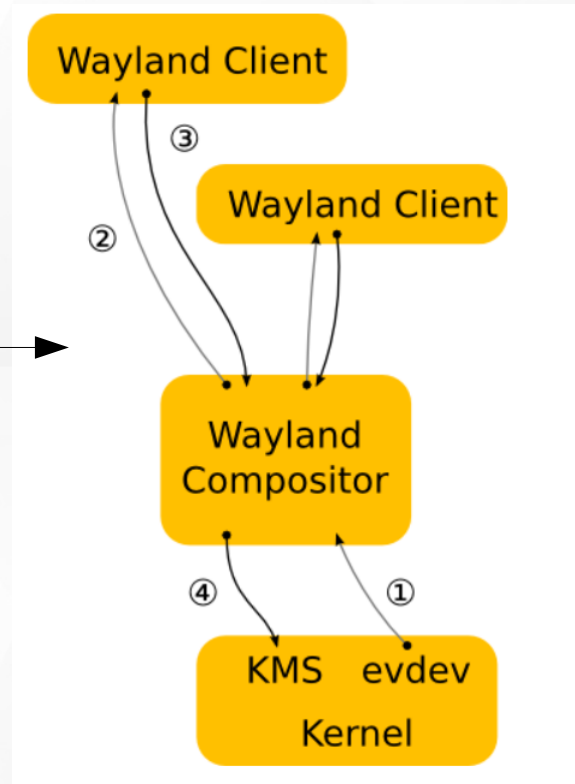 Wayland Client
③
Wayland Client
②
Wayland
Compositor
④
①
KMS evdev
Kernel